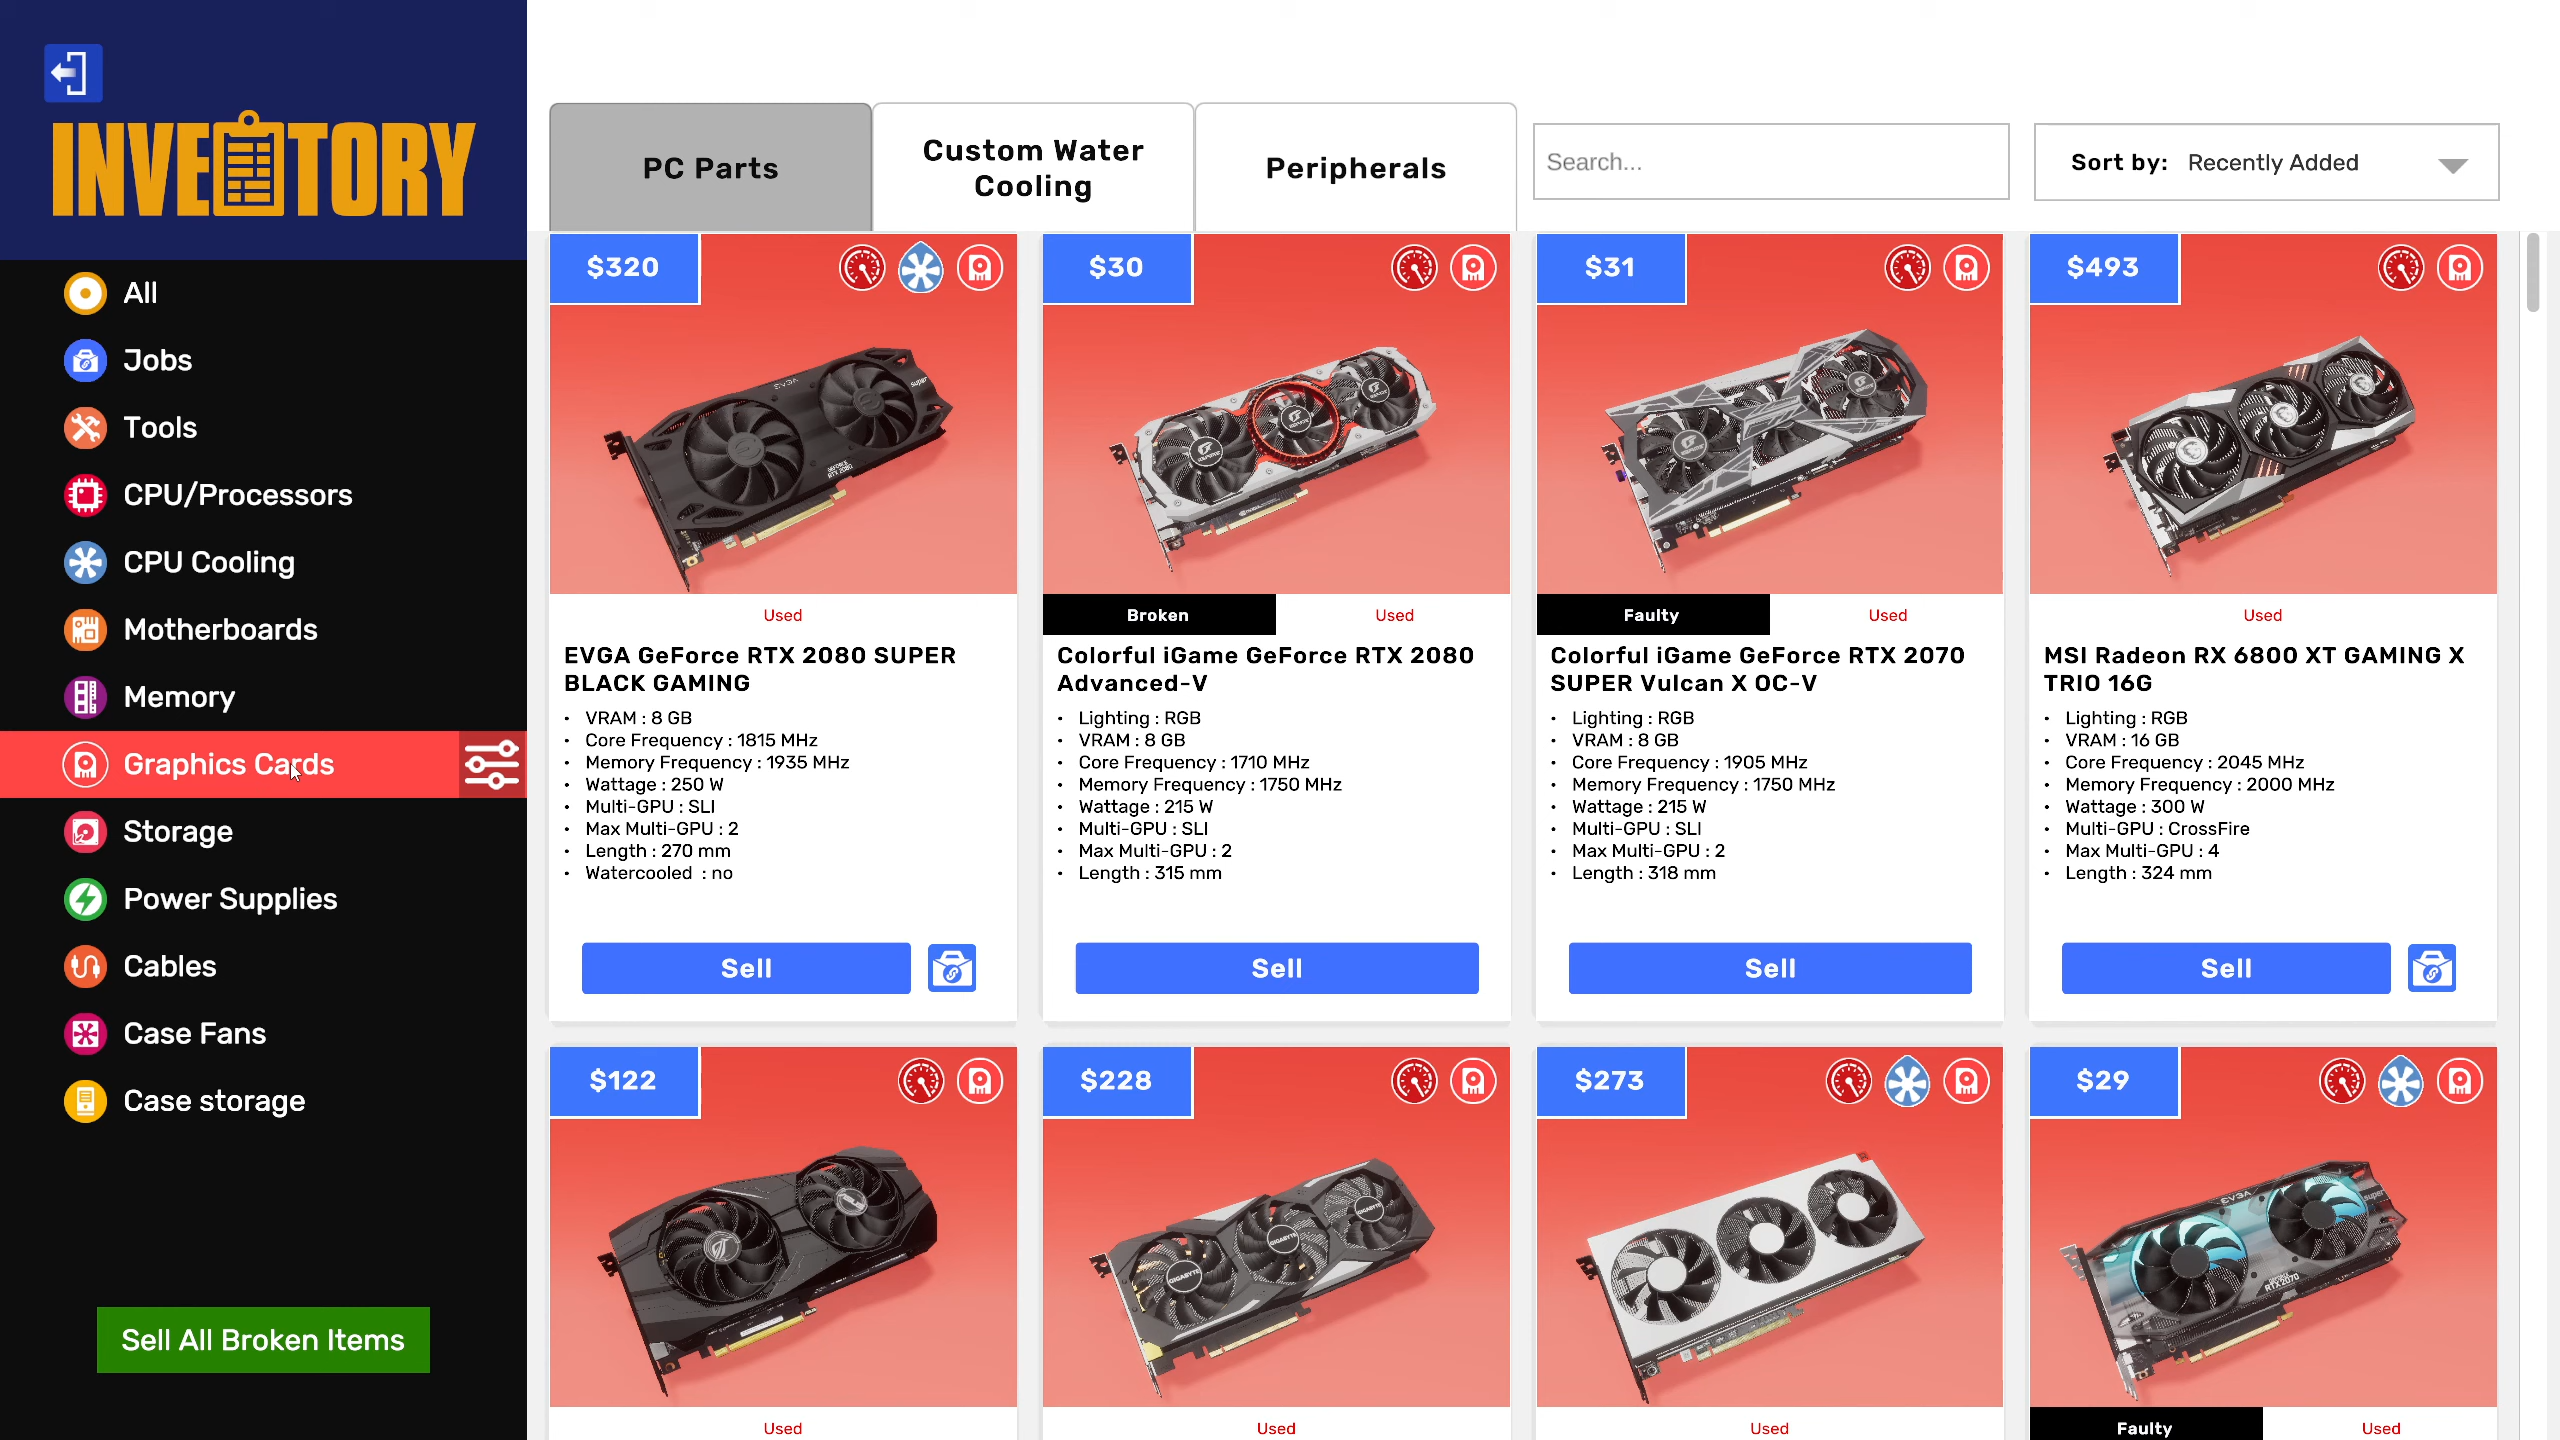 INVENTORY
All
Jobs
Tools
CPU/Processors
CPU Cooling
Motherboards
Memory
Graphics Cards
Storage
Power Supplies
Cables
Case Fans
Case storage
Sell All Broken Items
PC Parts
Custom Water
Cooling
Peripherals
Search...
Sort by: Recently Added
$320
Used
EVGA GeForce RTX 2080 SUPER
BLACK GAMING
• VRAM : 8 GB
• Core Frequency : 1815 MHz
• Memory Frequency : 1935 MHz
• Wattage : 250 W
• Multi-GPU : SLI
• Max Multi-GPU : 2
• Length : 270 mm
• Watercooled : no
Sell
$30
Broken
Used
Colorful iGame GeForce RTX 2080
Advanced-V
• Lighting : RGB
• VRAM : 8 GB
• Core Frequency : 1710 MHz
• Memory Frequency : 1750 MHz
• Wattage : 215 W
• Multi-GPU : SLI
• Max Multi-GPU : 2
• Length : 315 mm
Sell
$31
Faulty
Used
Colorful iGame GeForce RTX 2070
SUPER Vulcan X OC-V
• Lighting : RGB
• VRAM : 8 GB
• Core Frequency : 1905 MHz
• Memory Frequency : 1750 MHz
• Wattage : 215 W
• Multi-GPU : SLI
• Max Multi-GPU : 2
• Length : 318 mm
Sell
$493
Used
MSI Radeon RX 6800 XT GAMING X
TRIO 16G
• Lighting : RGB
• VRAM : 16 GB
• Core Frequency : 2045 MHz
• Memory Frequency : 2000 MHz
• Wattage : 300 W
• Multi-GPU : CrossFire
• Max Multi-GPU : 4
• Length : 324 mm
Sell
$122
Used
$228
GIGABYTE
GIGABYTE
GIGABYTE
Used
$273
Used
$29
EVGA
super
RTX 2070
Faulty
Used